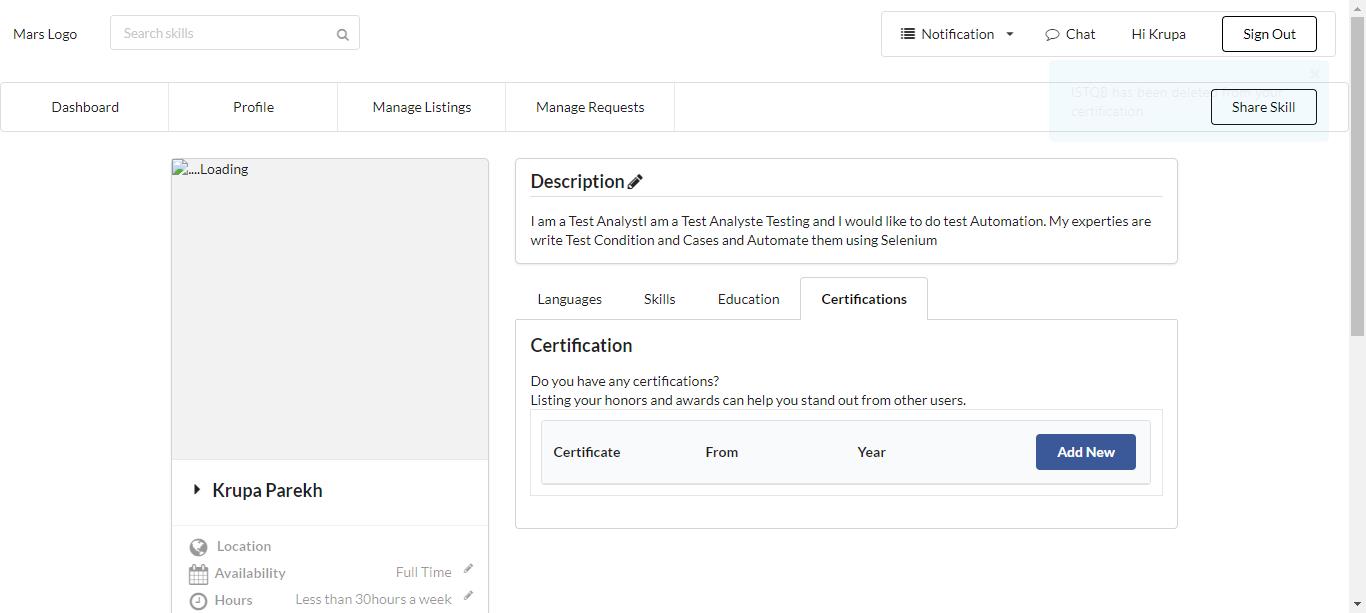 Mars Logo
Search skills
Notification
Chat
Hi Krupa
Sign Out
Dashboard
Profile
Manage Listings
Manage Requests
ISTQB has been deleted from your
certification
Share Skill
....Loading
Description
I am a Test AnalystI am a Test Analyste Testing and I would like to do test Automation. My experties are
write Test Condition and Cases and Automate them using Selenium
Languages
Skills
Education
Certifications
Certification
Do you have any certifications?
Listing your honors and awards can help you stand out from other users.
Certificate
From
Year
Add New
Krupa Parekh
Location
Availability
Full Time
Hours
Less than 30hours a week